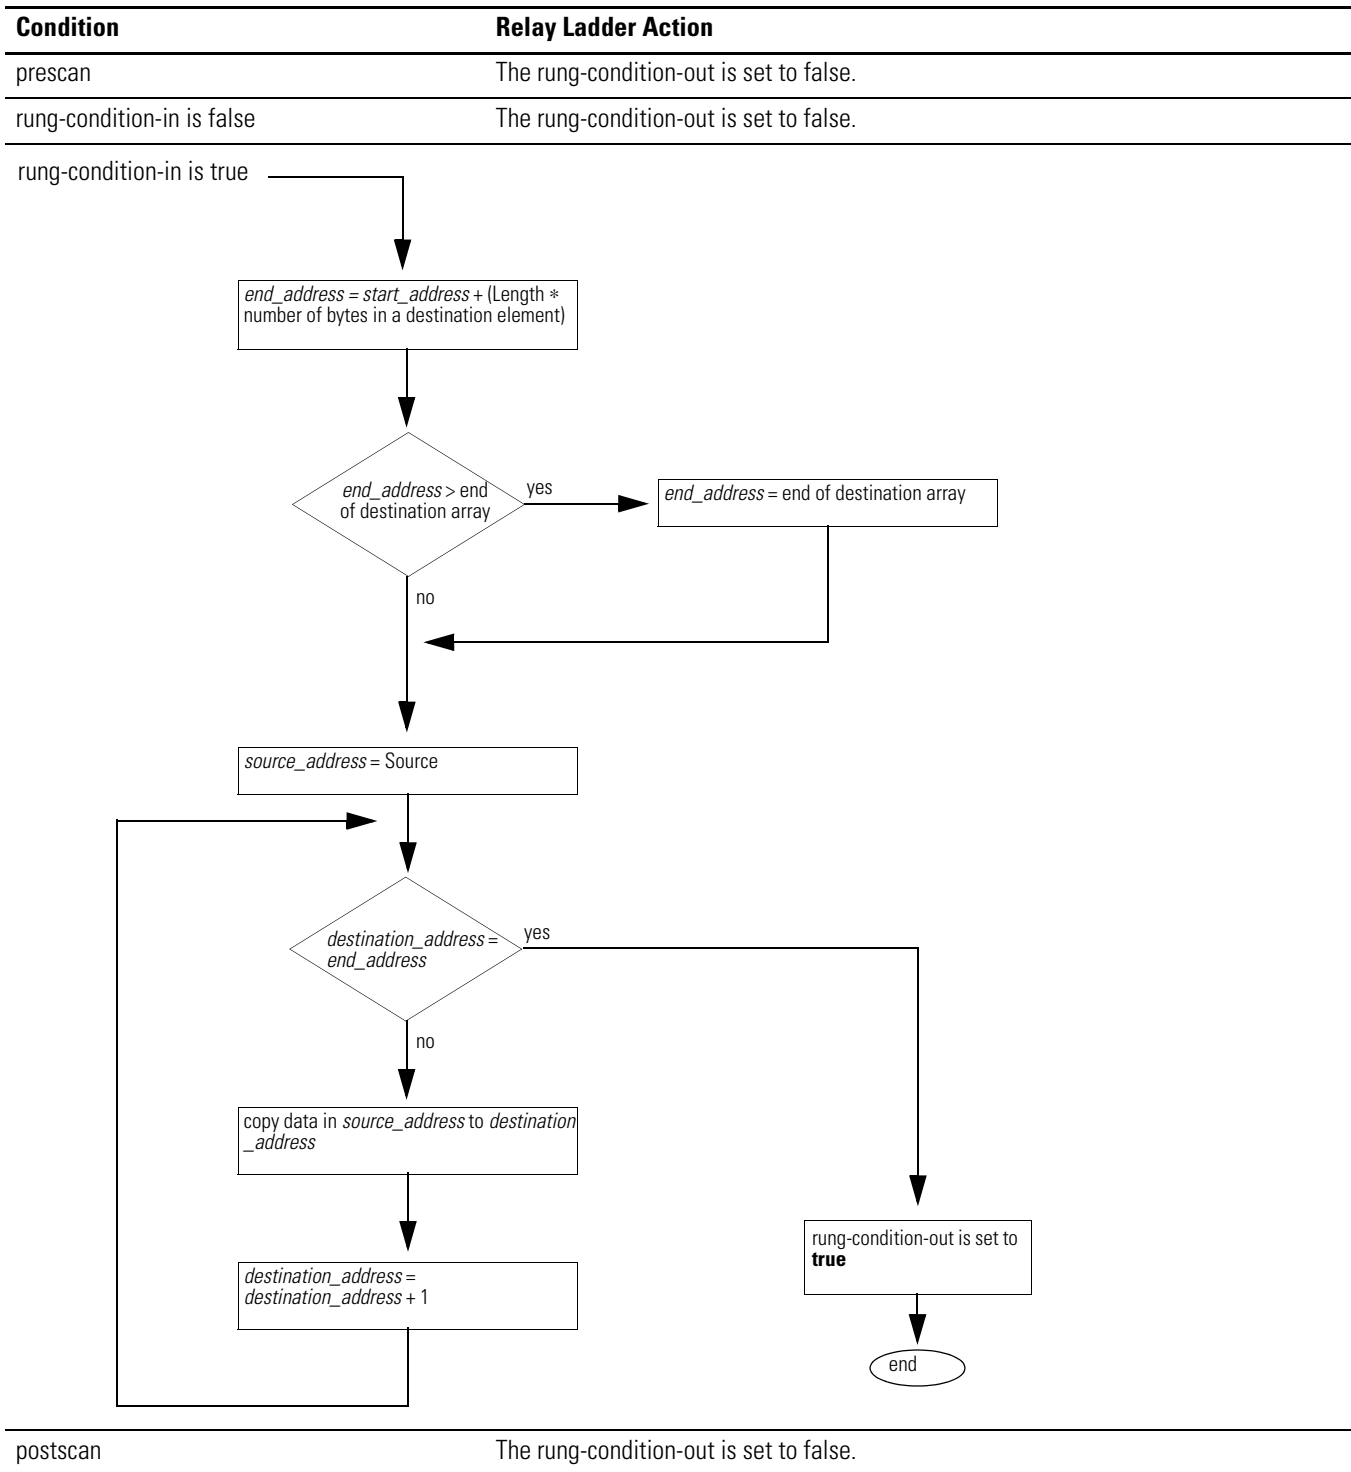 Condition Relay Ladder Action
prescan The rung-condition-out is set to false.
rung-condition-in is false The rung-condition-out is set to false.
rung-condition-in is true
end_address = start_address + (Length *
number of bytes in a destination element)
end_address > end
of destination array
yes
end_address = end of destination array
no
source_address = Source
destination_address =
end_address
yes
no
copy data in source_address to destination
_address
destination_address =
destination_address + 1
rung-condition-out is set to
true
end
postscan The rung-condition-out is set to false.